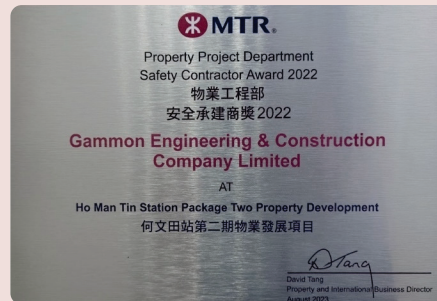 MTR
Property Project Department
Safety Contractor Award 2022
物業工程部
安全承建商獎2022
Gammon Engineering & Construction
Company Limited
AT
Ho Man Tin Station Package Two Property Development
何文田站第二期物業發展項目
D Tang
David Tang
Property and International Business Director
August 2023